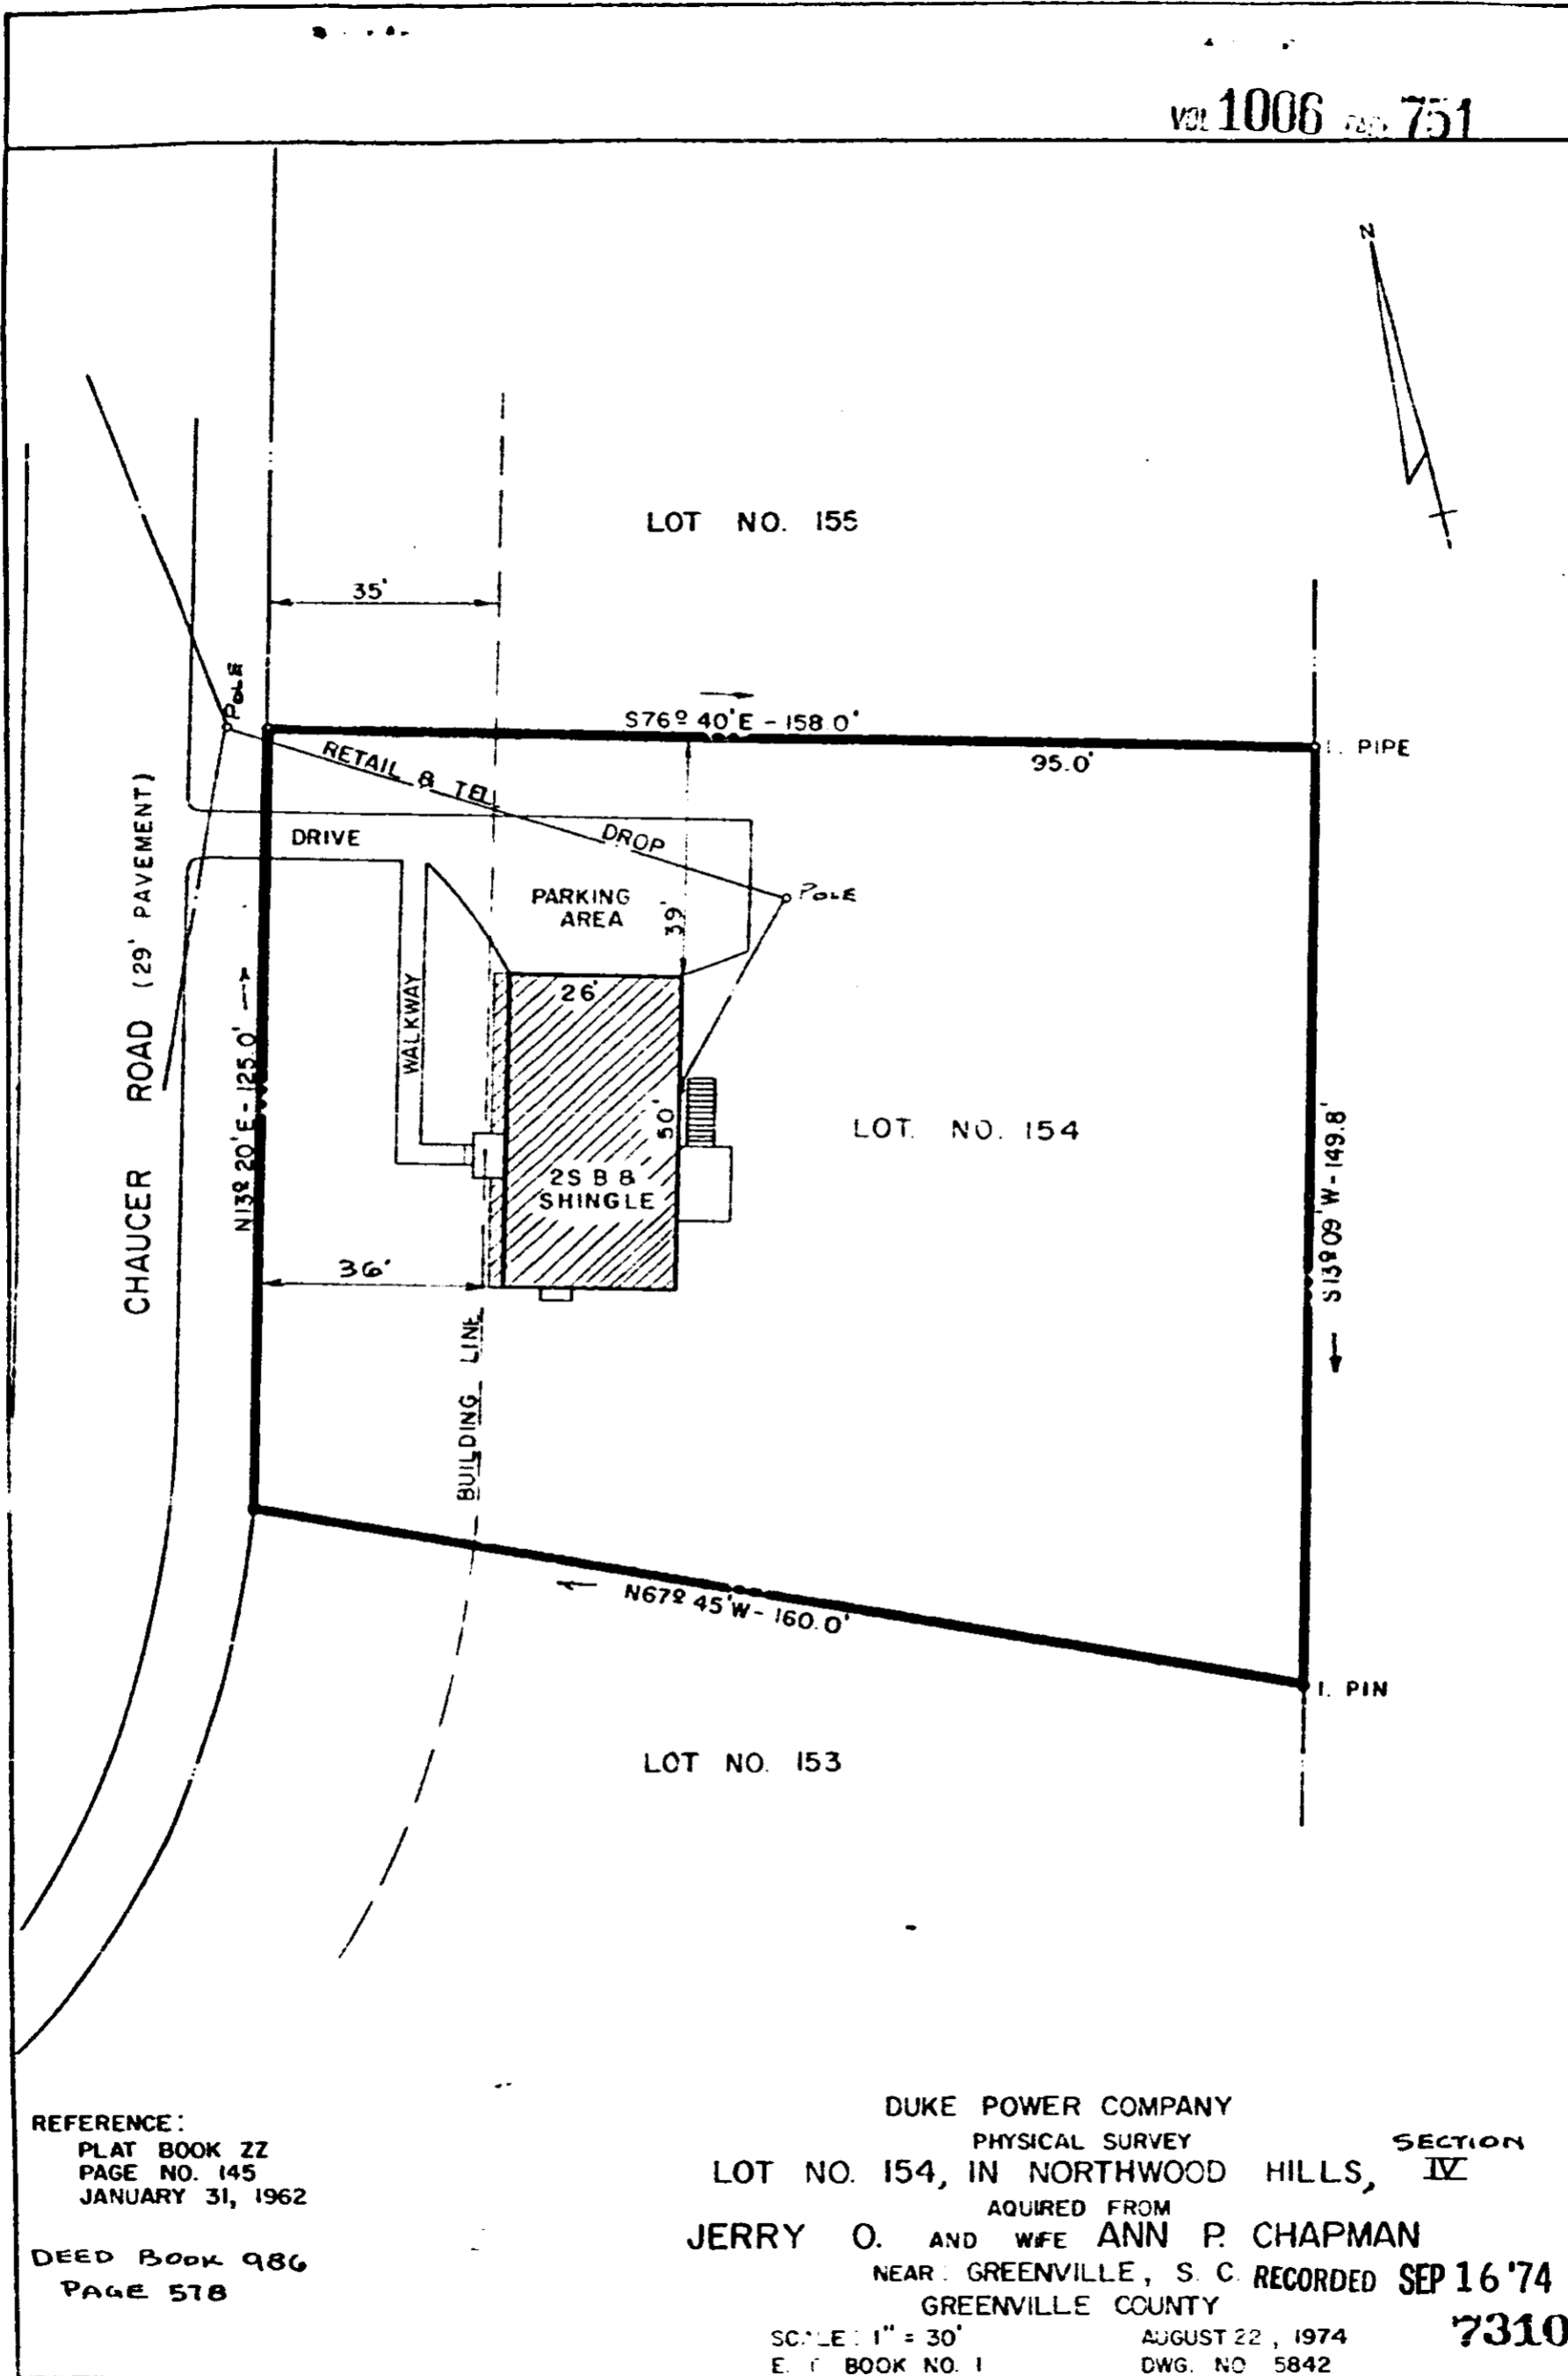 VOL 1006 PAGE 751
N
LOT NO. 155
35'
POLE
S76º 40'E - 158.0'
95.0'
I. PIPE
RETAIL & TEL.
DROP
DRIVE
POLE
PARKING
AREA
39'
CHAUCER ROAD (29' PAVEMENT)
N13º 20'E - 125.0'
WALKWAY
26'
50'
LOT. NO. 154
2S B &
SHINGLE
S13º 09'W - 149.8'
36'
BUILDING LINE
N67º 45'W - 160.0'
I. PIN
LOT NO. 153
REFERENCE:
PLAT BOOK ZZ
PAGE NO. 145
JANUARY 31, 1962
DEED BOOK 986
PAGE 578
DUKE POWER COMPANY
PHYSICAL SURVEY
LOT NO. 154, IN NORTHWOOD HILLS, SECTION IV
AQUIRED FROM
JERRY O. AND WIFE ANN P. CHAPMAN
NEAR: GREENVILLE, S. C. RECORDED SEP 16 '74
GREENVILLE COUNTY
7310
SCALE: 1" = 30' AUGUST 22, 1974
E. BOOK NO. 1 DWG. NO 5842